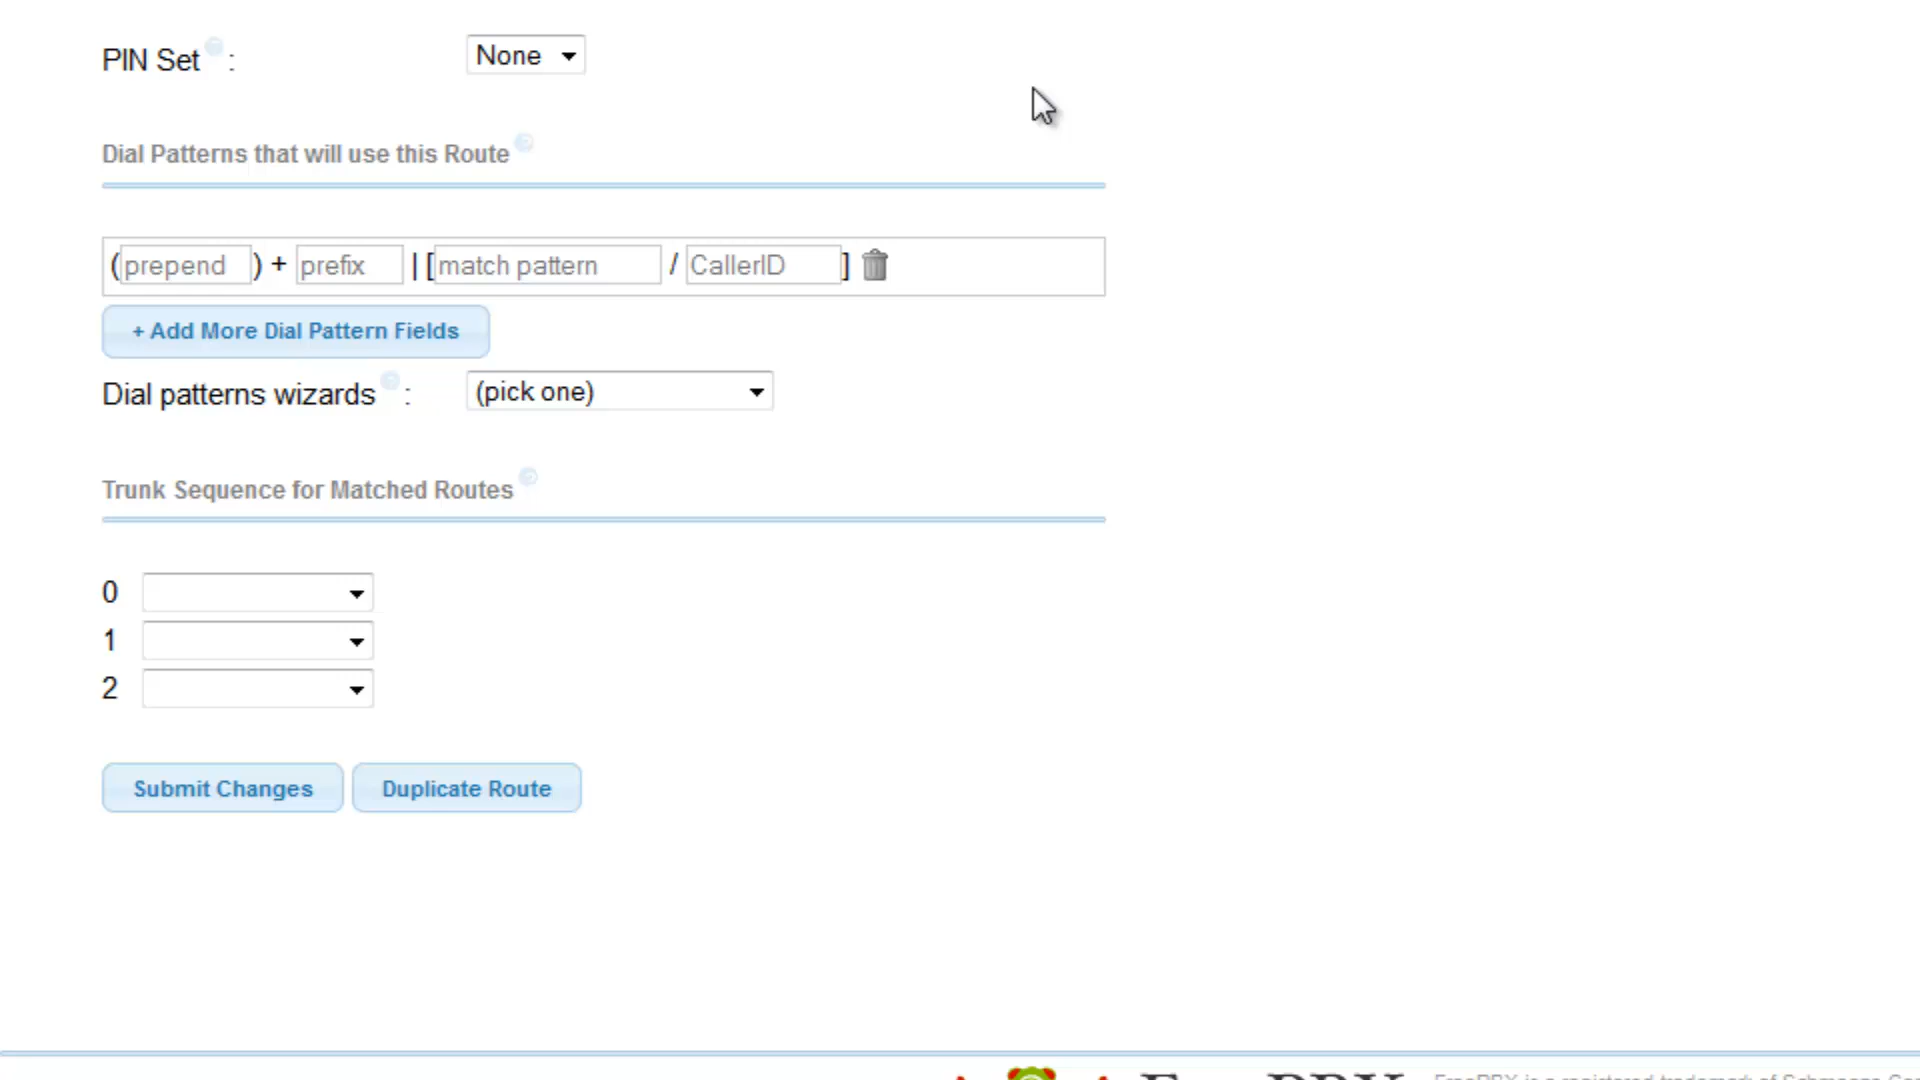 PIN Set : None
Dial Patterns that will use this Route
(prepend) + prefix | [match pattern / CallerID ]
+ Add More Dial Pattern Fields
Dial patterns wizards : (pick one)
Trunk Sequence for Matched Routes
0
1
2
Submit Changes Duplicate Route